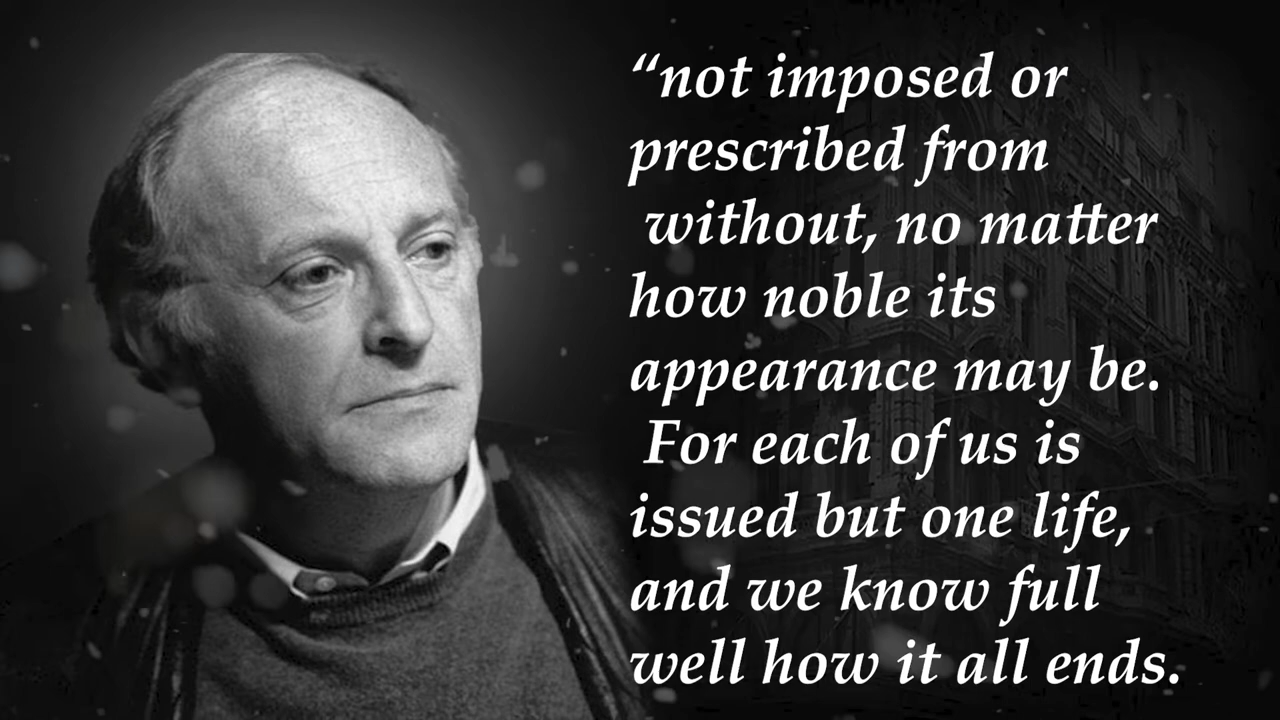 “not imposed or
prescribed from
without, no matter
how noble its
appearance may be.
For each of us is
issued but one life,
and we know full
well how it all ends.